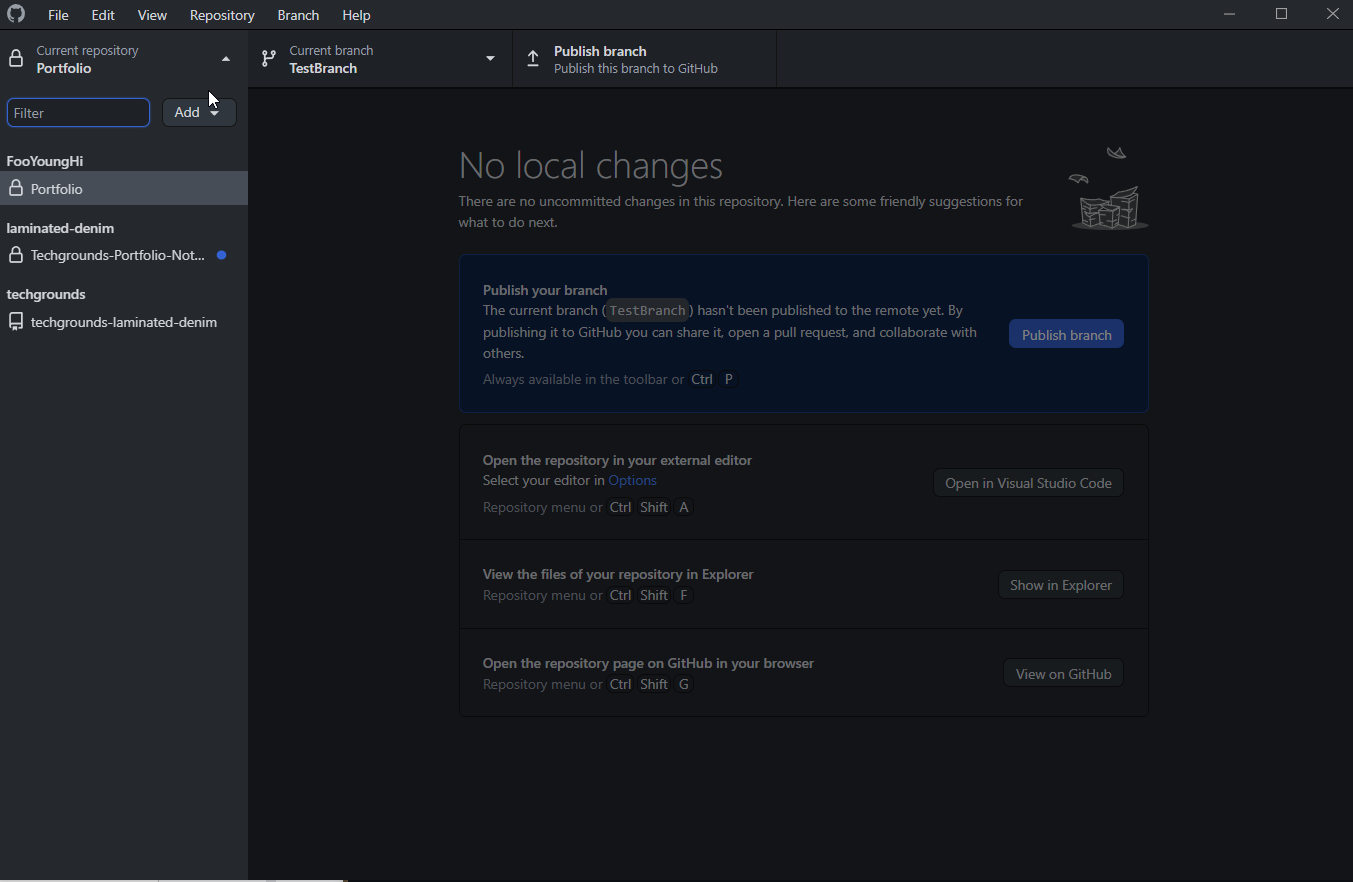 File Edit View Repository Branch Help
Current repository
Portfolio
Current branch
TestBranch
Publish branch
Publish this branch to GitHub
Filter
Add
FooYoungHi
Portfolio
laminated-denim
Techgrounds-Portfolio-Not...
techgrounds
techgrounds-laminated-denim
No local changes
There are no uncommitted changes in this repository. Here are some friendly suggestions for
what to do next.
Publish your branch
The current branch (TestBranch) hasn't been published to the remote yet. By
publishing it to GitHub you can share it, open a pull request, and collaborate with
others.
Always available in the toolbar or Ctrl P
Publish branch
Open the repository in your external editor
Select your editor in Options
Repository menu or Ctrl Shift A
Open in Visual Studio Code
View the files of your repository in Explorer
Repository menu or Ctrl Shift F
Show in Explorer
Open the repository page on GitHub in your browser
Repository menu or Ctrl Shift G
View on GitHub